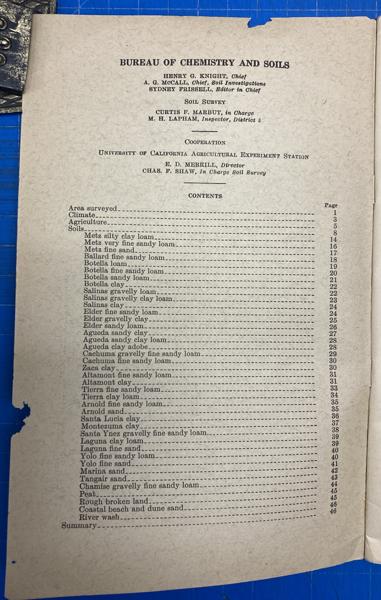 BUREAU OF CHEMISTRY AND SOILS
HENRY G. KNIGHT, Chief
A. G. McCALL, Chief, Soil Investigations
SYDNEY FRISSELL, Editor in Chief
SOIL SURVEY
CURTIS F. MARBUT, in Charge
M. H. LAPHAM, Inspector, District 5
COOPERATION
UNIVERSITY OF CALIFORNIA AGRICULTURAL EXPERIMENT STATION
E. D. MERRILL, Director
CHAS. F. SHAW, in Charge Soil Survey
CONTENTS
Page
Area surveyed 1
Climate 3
Agriculture 5
Soils 8
Metz silty clay loam 14
Metz very fine sandy loam 16
Metz fine sand 17
Ballard fine sandy loam 18
Botella loam 19
Botella fine sandy loam 20
Botella sandy loam 21
Botella clay 22
Salinas gravelly loam 22
Salinas gravelly clay loam 23
Salinas clay 24
Elder fine sandy loam 24
Elder gravelly clay 25
Elder sandy loam 26
Agueda sandy clay 27
Agueda sandy clay loam 28
Agueda clay adobe 28
Cachuma gravelly fine sandy loam 29
Cachuma fine sandy loam 30
Zaca clay 30
Altamont fine sandy loam 31
Altamont clay 31
Tierra fine sandy loam 33
Tierra clay loam 34
Arnold fine sandy loam 35
Arnold sand 35
Santa Lucia clay 36
Montezuma clay 37
Santa Ynez gravelly fine sandy loam 38
Laguna clay loam 39
Laguna fine sand 39
Yolo fine sandy loam 40
Yolo fine sand 40
Marina sand 41
Tangair sand 42
Chamise gravelly fine sandy loam 43
Peat 44
Rough broken land 45
Coastal beach and dune sand 45
River wash 46
Summary 46